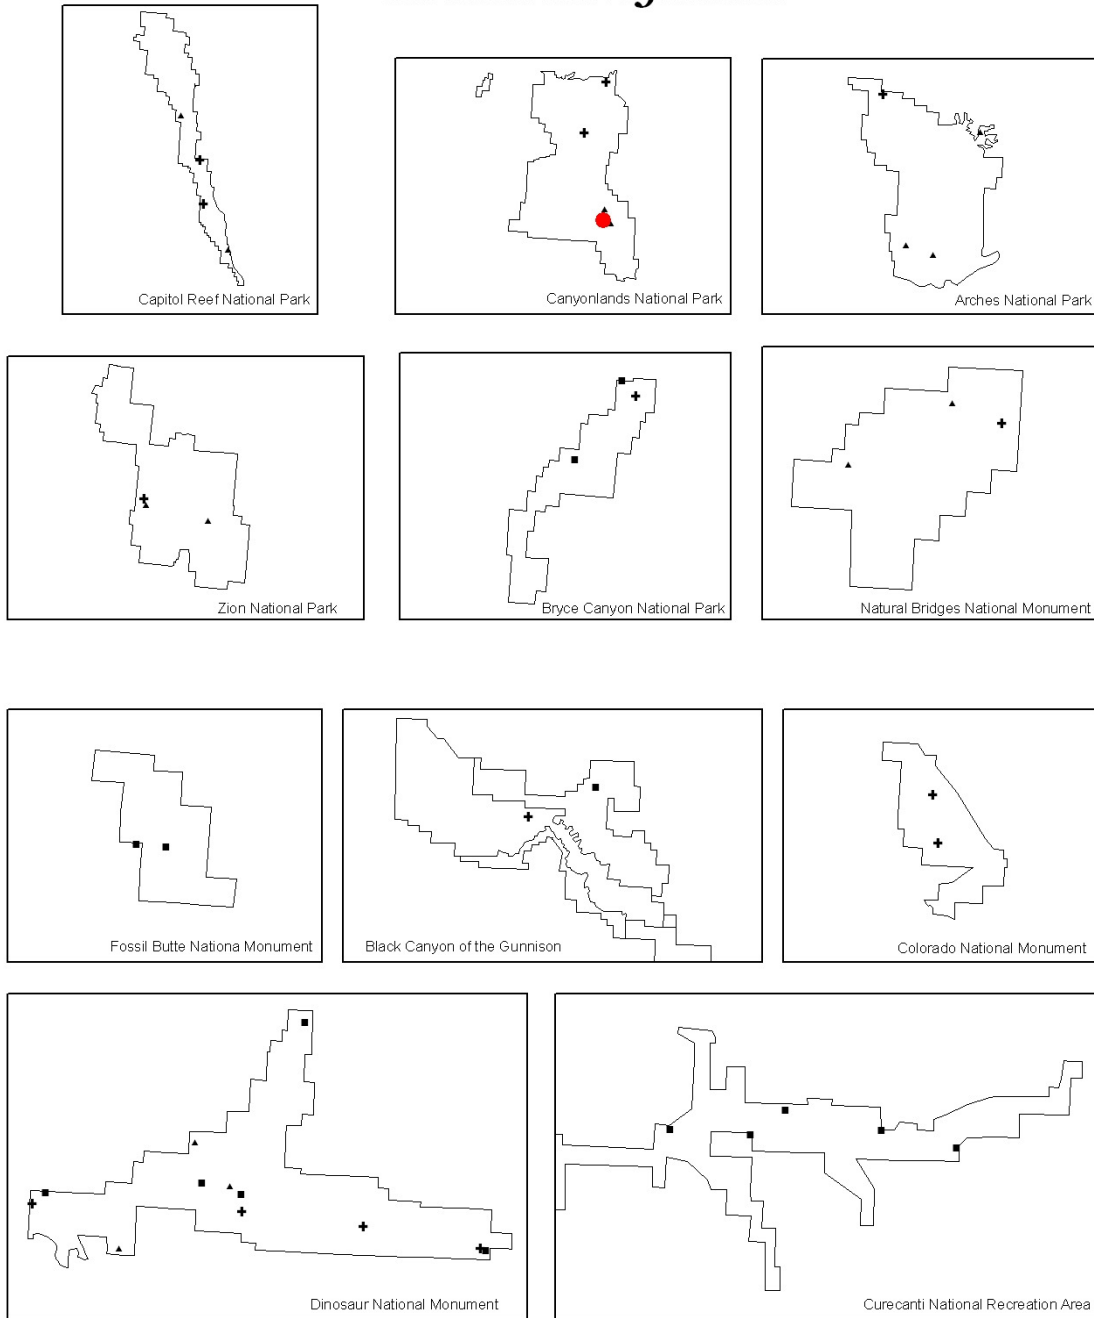 Capitol Reef National Park
Canyonlands National Park
Arches National Park
Zion National Park
Bryce Canyon National Park
Natural Bridges National Monument
Fossil Butte Nationa Monument
Black Canyon of the Gunnison
Colorado National Monument
Dinosaur National Monument
Curecanti National Recreation Area